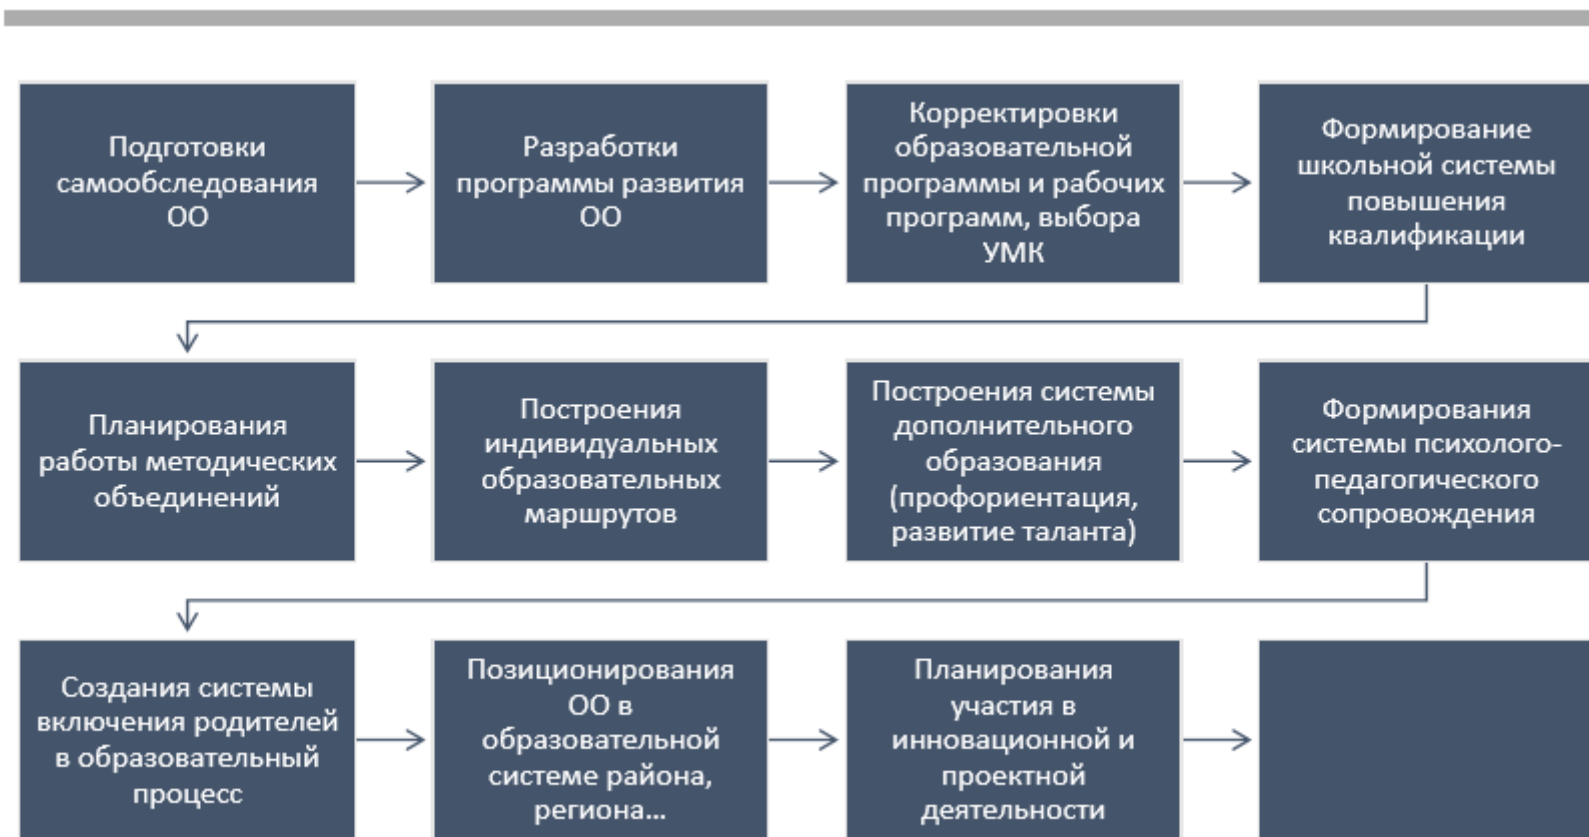 Подготовки
самообследования
ОО
Разработки
программы развития
ОО
Корректировки
образовательной
программы и рабочих
программ, выбора
УМК
Формирование
школьной системы
повышения
квалификации
Планирования
работы методических
объединений
Построения
индивидуальных
образовательных
маршрутов
Построения системы
дополнительного
образования
(профориентация,
развитие таланта)
Формирования
системы психолого-
педагогического
сопровождения
Создания системы
включения родителей
в образовательный
процесс
Позиционирования
ОО в
образовательной
системе района,
региона...
Планирования
участия в
инновационной и
проектной
деятельности